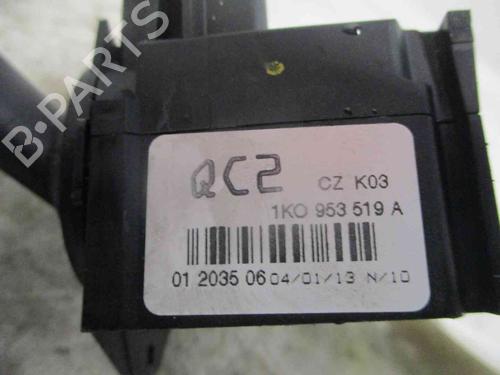 B-PARTS
QC2
CZ K03
1K0 953 519 A
01 2035 06 04/01/13 N/10